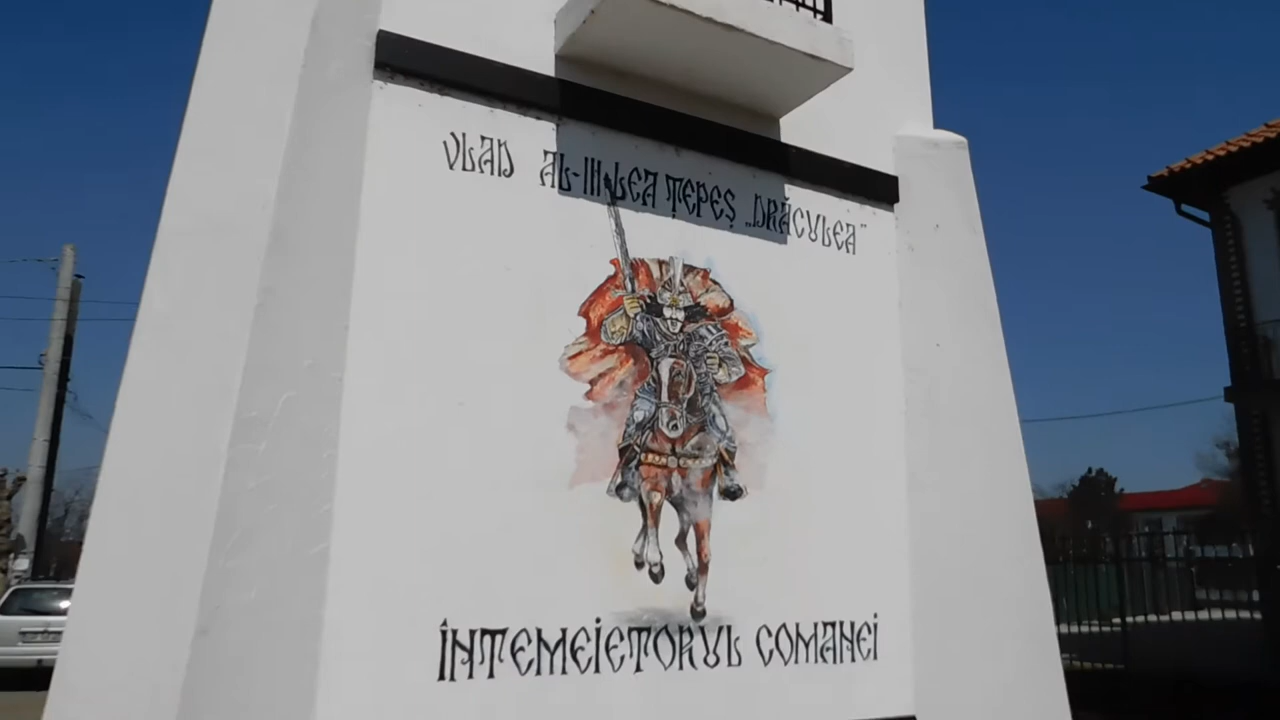 VLAD AL-III-LEA ȚEPEȘ „DRĂCULEA”
ÎNTEMEIETORUL COMANEI